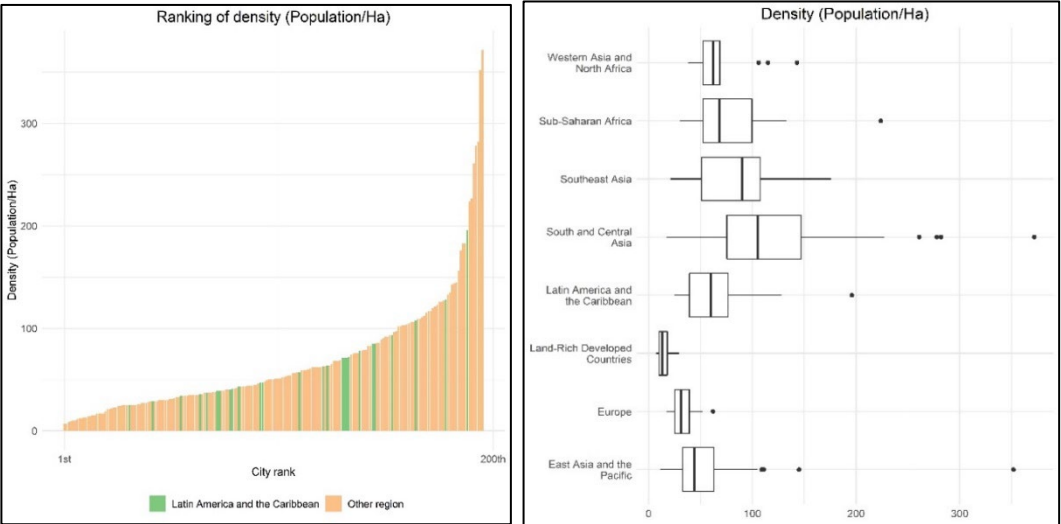 Ranking of density (Population/Ha)
300
200
100
0
Density (Population/Ha)
1st
200th
City rank
Latin America and the Caribbean
Other region
Density (Population/Ha)
Western Asia and
North Africa
Sub-Saharan Africa
Southeast Asia
South and Central
Asia
Latin America and
the Caribbean
Land-Rich Developed
Countries
Europe
East Asia and the
Pacific
0
100
200
300